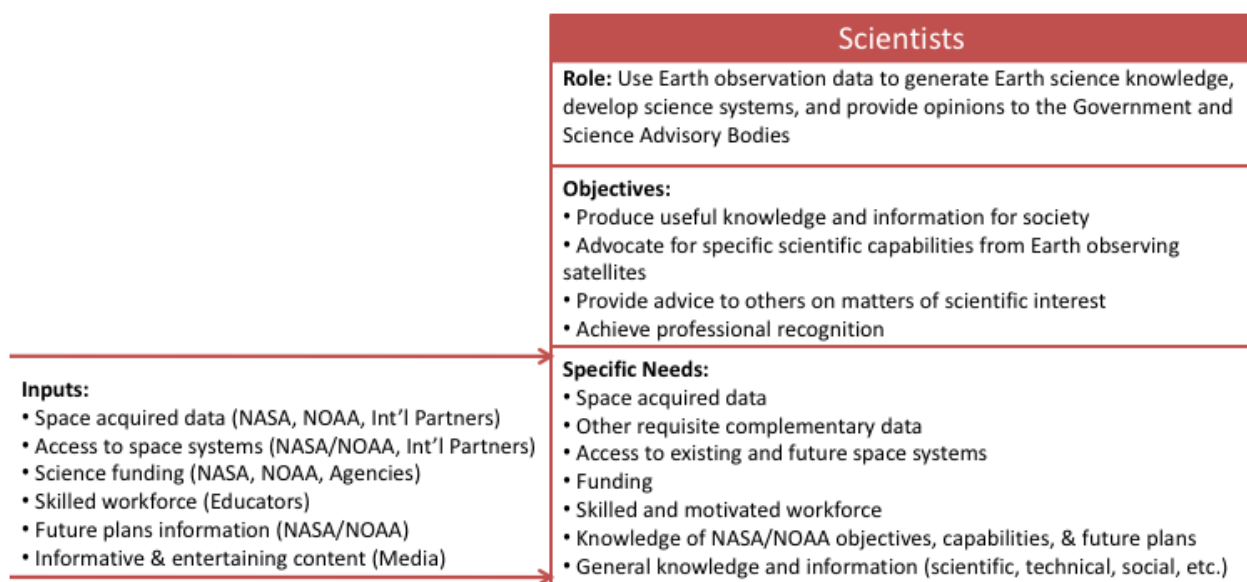 Scientists
Role: Use Earth observation data to generate Earth science knowledge,
develop science systems, and provide opinions to the Government and
Science Advisory Bodies
Objectives:
• Produce useful knowledge and information for society
• Advocate for specific scientific capabilities from Earth observing
satellites
• Provide advice to others on matters of scientific interest
• Achieve professional recognition
Inputs:
• Space acquired data (NASA, NOAA, Int'l Partners)
• Access to space systems (NASA/NOAA, Int'l Partners)
• Science funding (NASA, NOAA, Agencies)
• Skilled workforce (Educators)
• Future plans information (NASA/NOAA)
• Informative & entertaining content (Media)
Specific Needs:
• Space acquired data
• Other requisite complementary data
• Access to existing and future space systems
• Funding
• Skilled and motivated workforce
• Knowledge of NASA/NOAA objectives, capabilities, & future plans
• General knowledge and information (scientific, technical, social, etc.)